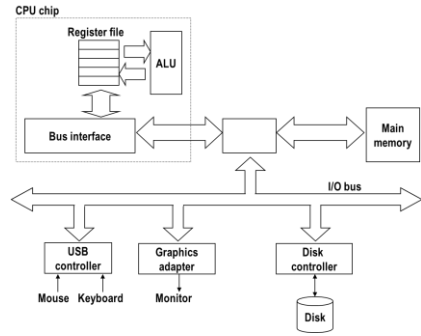 CPU chip
Register file
ALU
Bus interface
Main
memory
I/O bus
USB
controller
Graphics
adapter
Disk
controller
Mouse
Keyboard
Monitor
Disk